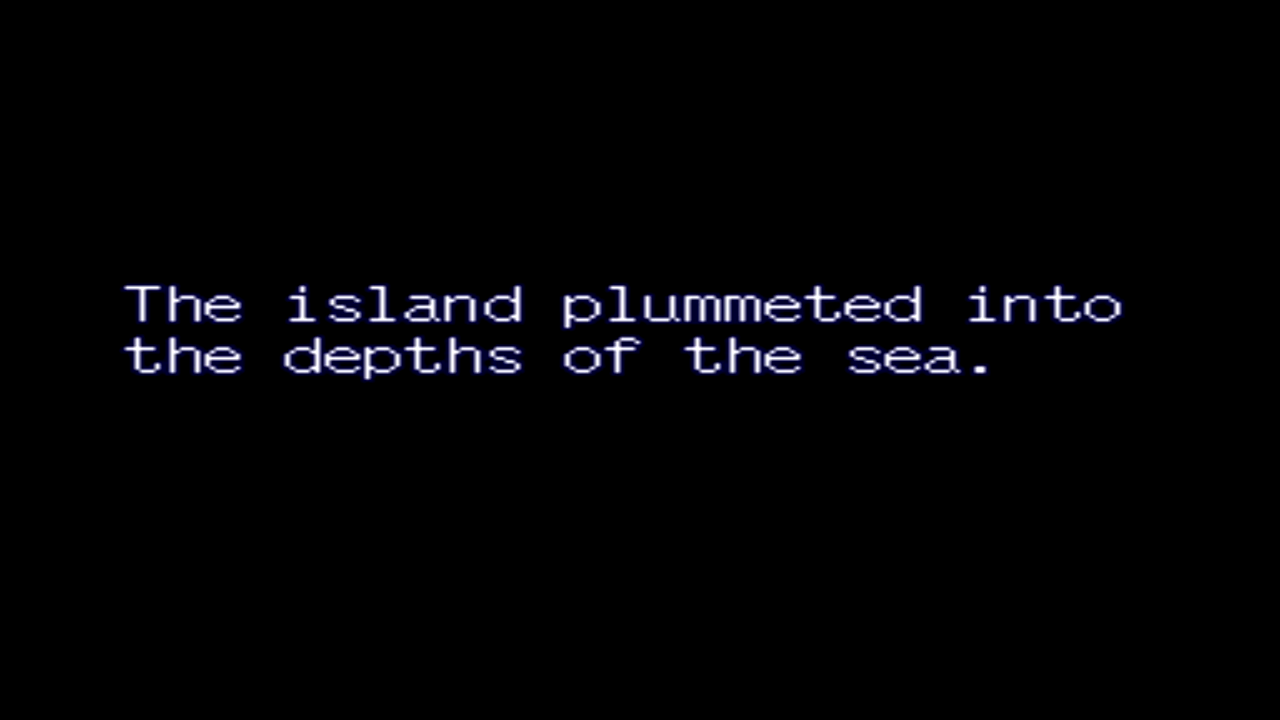 The island plummeted into
the depths of the sea.